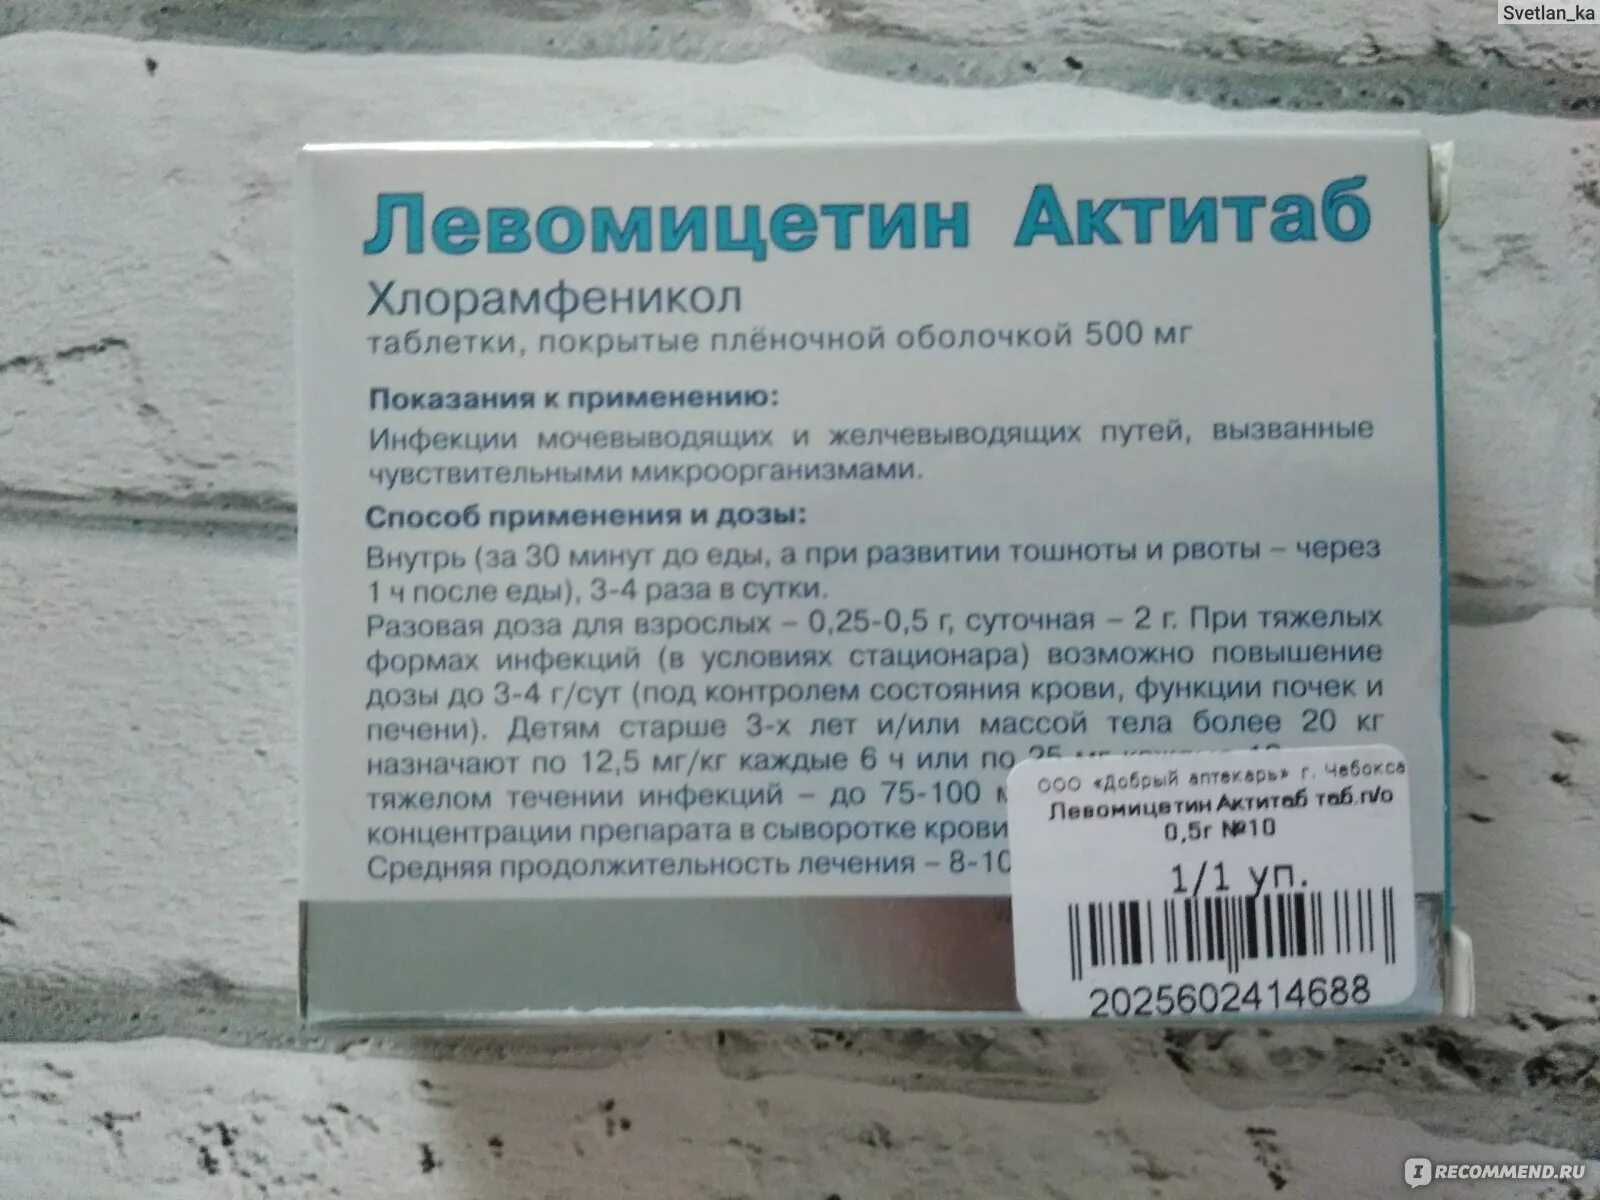 Svetlan_ka
Левомицетин Актитаб
Хлорамфеникол
таблетки, покрытые плёночной оболочкой 500 мг
Показания к применению:
Инфекции мочевыводящих и желчевыводящих путей, вызванные
чувствительными микроорганизмами.
Способ применения и дозы:
Внутрь (за 30 минут до еды, а при развитии тошноты и рвоты – через
1 ч после еды), 3-4 раза в сутки.
Разовая доза для взрослых – 0,25-0,5 г, суточная – 2 г. При тяжелых
формах инфекций (в условиях стационара) возможно повышение
дозы до 3-4 г/сут (под контролем состояния крови, функции почек и
печени). Детям старше 3-х лет и/или массой тела более 20 кг
назначают по 12,5 мг/кг каждые 6 ч или по 25
тяжелом течении инфекций – до 75-100
концентрации препарата в сыворотке крови
Средняя продолжительность лечения – 8-10
ООО «Добрый аптекарь» г. Чебокса
Левомицетин Актитаб таб.п/о
0,5г №10
1/1 уп.
2025602414688
IRECOMMEND.RU